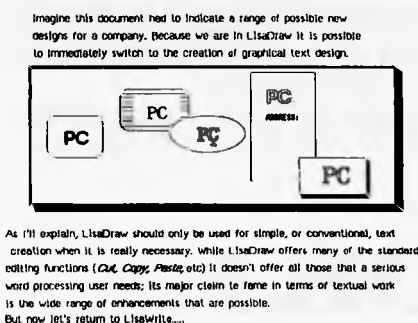 Imagine this document had to indicate a range of possible new
designs for a company. Because we are in LisaDraw it is possible
to immediately switch to the creation of graphical text design.
PC
PC
PC
PC
ADDRESS:
PC
As I'll explain, LisaDraw should only be used for simple, or conventional, text
creation when it is really necessary. While LisaDraw offers many of the standard
editing functions (Cut, Copy, Paste, etc) it doesn't offer all those that a serious
word processing user needs; its major claim to fame in terms of textual work
is the wide range of enhancements that are possible.
But now let's return to LisaWrite.....